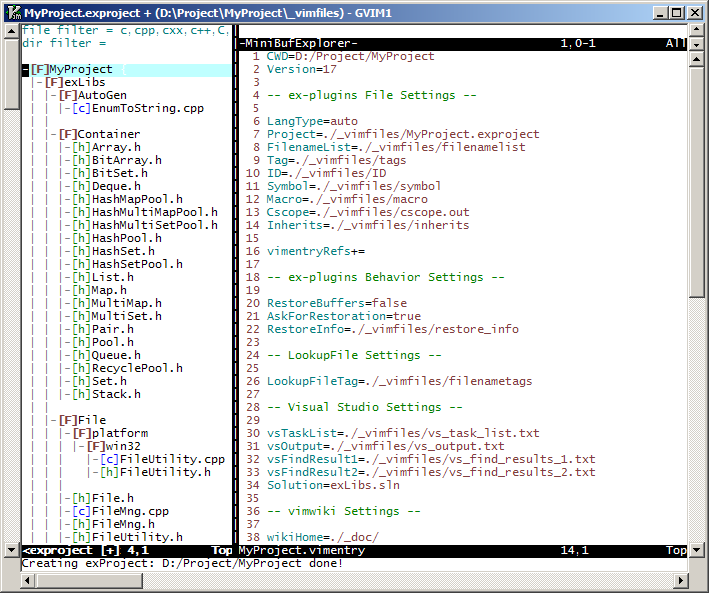 MyProject.exproject + (D:\Project\MyProject\_vimfiles) - GVIM1
file filter = c,cpp,cxx,c++,C,
dir filter =
-[F]MyProject
|-[F]exLibs
| |-[F]AutoGen
| | |-[c]EnumToString.cpp
| |-[F]Container
| | |-[h]Array.h
| | |-[h]BitArray.h
| | |-[h]BitSet.h
| | |-[h]Deque.h
| | |-[h]HashMapPool.h
| | |-[h]HashMultiMapPool.h
| | |-[h]HashMultiSetPool.h
| | |-[h]HashPool.h
| | |-[h]HashSet.h
| | |-[h]HashSetPool.h
| | |-[h]List.h
| | |-[h]Map.h
| | |-[h]MultiMap.h
| | |-[h]MultiSet.h
| | |-[h]Pair.h
| | |-[h]Pool.h
| | |-[h]Queue.h
| | |-[h]RecyclePool.h
| | |-[h]Set.h
| | |-[h]Stack.h
| |-[F]File
| | |-[F]platform
| | | |-[F]win32
| | | | |-[c]FileUtility.cpp
| | | | |-[h]FileUtility.h
| | |-[h]File.h
| | |-[c]FileMng.cpp
| | |-[h]FileMng.h
| | |-[h]FileUtility.h
<exproject [+] 4,1 Top
-MiniBufExplorer- 1,0-1 All
1 CWD=D:/Project/MyProject
2 Version=17
3
4 -- ex-plugins File Settings --
5
6 LangType=auto
7 Project=./_vimfiles/MyProject.exproject
8 FilenameList=./_vimfiles/filenamelist
9 Tag=./_vimfiles/tags
10 ID=./_vimfiles/ID
11 Symbol=./_vimfiles/symbol
12 Macro=./_vimfiles/macro
13 Cscope=./_vimfiles/cscope.out
14 Inherits=./_vimfiles/inherits
15
16 vimentryRefs+=
17
18 -- ex-plugins Behavior Settings --
19
20 RestoreBuffers=false
21 AskForRestoration=true
22 RestoreInfo=./_vimfiles/restore_info
23
24 -- LookupFile Settings --
25
26 LookupFileTag=./_vimfiles/filenametags
27
28 -- Visual Studio Settings --
29
30 vsTaskList=./_vimfiles/vs_task_list.txt
31 vsOutput=./_vimfiles/vs_output.txt
32 vsFindResult1=./_vimfiles/vs_find_results_1.txt
33 vsFindResult2=./_vimfiles/vs_find_results_2.txt
34 Solution=exLibs.sln
35
36 -- vimwiki Settings --
37
38 wikiHome=./_doc/
MyProject.vimentry 14,1 Top
Creating exProject: D:/Project/MyProject done!